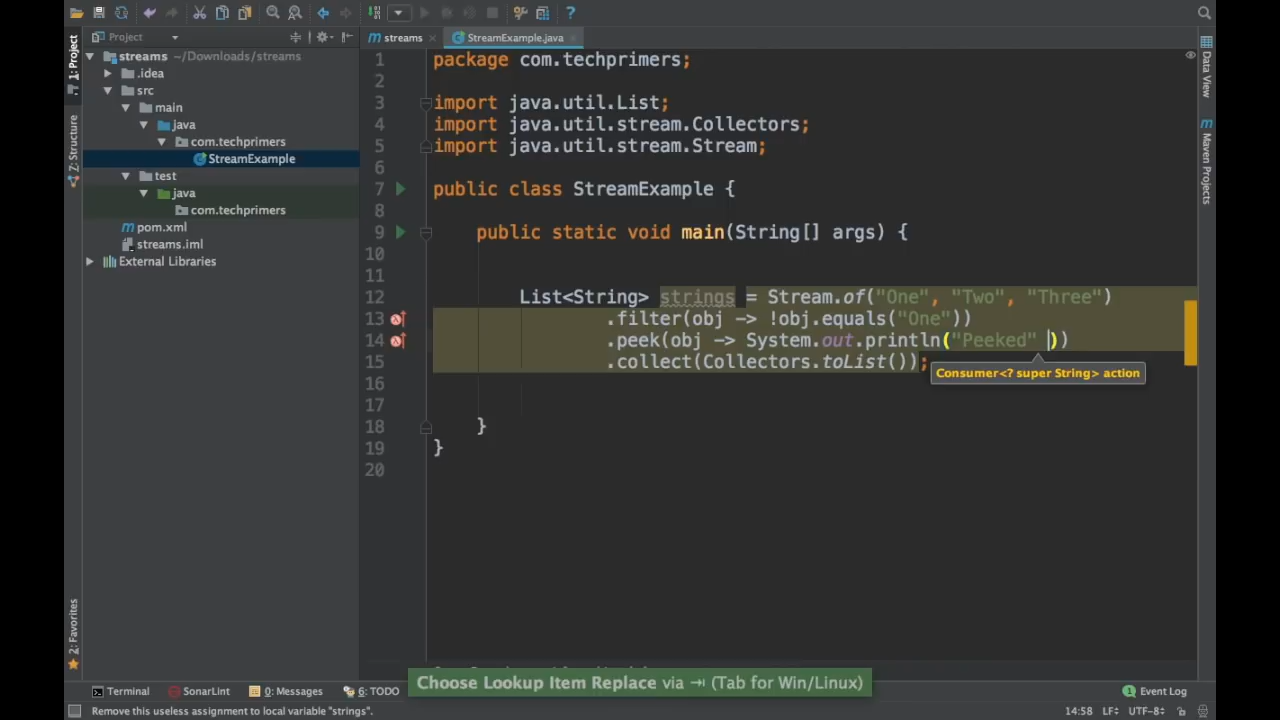 Project
streams
StreamExample.java
1: Project
2: Structure
2: Favorites
Data View
Maven Projects
streams ~/Downloads/streams
.idea
src
main
java
com.techprimers
StreamExample
test
java
com.techprimers
pom.xml
streams.iml
External Libraries
1 package com.techprimers;
2
3 import java.util.List;
4 import java.util.stream.Collectors;
5 import java.util.stream.Stream;
6
7 public class StreamExample {
8
9 public static void main(String[] args) {
10
11
12 List<String> strings = Stream.of("One", "Two", "Three")
13 .filter(obj -> !obj.equals("One"))
14 .peek(obj -> System.out.println("Peeked" ))
15 .collect(Collectors.toList());
Consumer<? super String> action
16
17
18 }
19 }
20
Choose Lookup Item Replace via ⇥ (Tab for Win/Linux)
Terminal
SonarLint
0: Messages
6: TODO
1 Event Log
Remove this useless assignment to local variable "strings".
14:58 LF÷ UTF-8÷